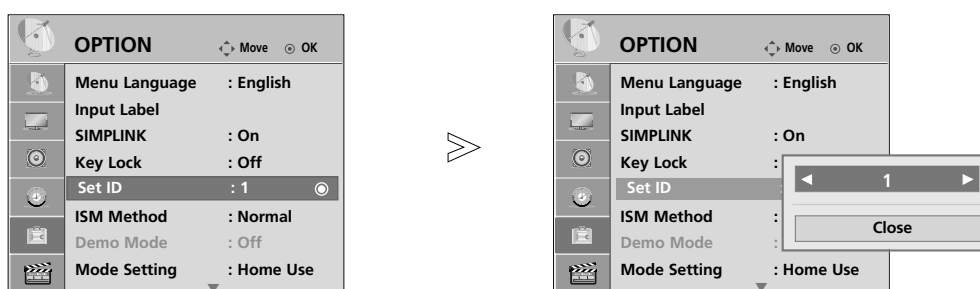 OPTION Move OK
Menu Language : English
Input Label
SIMPLINK : On
Key Lock : Off
Set ID : 1
ISM Method : Normal
Demo Mode : Off
Mode Setting : Home Use
OPTION Move OK
Menu Language : English
Input Label
SIMPLINK : On
Key Lock :
Set ID :
ISM Method :
Demo Mode :
Mode Setting : Home Use
◄ 1 ►
Close